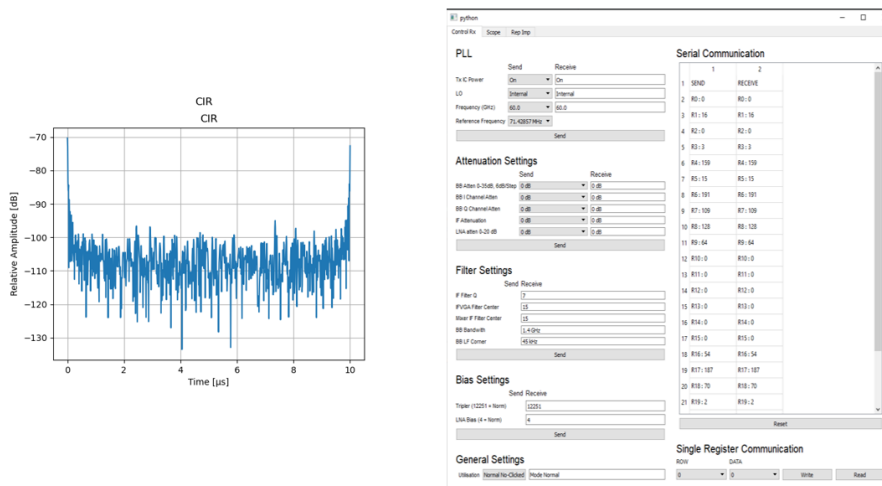 CIR
CIR
Relative Amplitude [dB]
−70
−80
−90
−100
−110
−120
−130
0 2 4 6 8 10
Time [µs]
python
Control Rx Scope Rep Imp
PLL
Send Receive
Tx IC Power On On
LO Internal Internal
Frequency (GHz) 60.0 60.0
Reference Frequency 71.42857 MHz
Send
Attenuation Settings
Send Receive
BB Atten 0-35dB, 6dB/Step 0 dB 0 dB
BB I Channel Atten 0 dB 0 dB
BB Q Channel Atten 0 dB 0 dB
IF Attenuation 0 dB 0 dB
LNA atten 0-20 dB 0 dB 0 dB
Send
Filter Settings
Send Receive
IF Filter Q 7
IFVGA Filter Center 15
Mixer IF Filter Center 15
BB Bandwith 1.4 GHz
BB LF Corner 45 kHz
Send
Bias Settings
Send Receive
Tripler (12251 = Norm) 12251
LNA Bias (4 = Norm) 4
Send
General Settings
Utilisation Normal No-Clicked Mode Normal
Serial Communication
1 2
1 SEND RECEIVE
2 R0 : 0 R0 : 0
3 R1 : 16 R1 : 16
4 R2 : 0 R2 : 0
5 R3 : 3 R3 : 3
6 R4 : 159 R4 : 159
7 R5 : 15 R5 : 15
8 R6 : 191 R6 : 191
9 R7 : 109 R7 : 109
10 R8 : 128 R8 : 128
11 R9 : 64 R9 : 64
12 R10 : 0 R10 : 0
13 R11 : 0 R11 : 0
14 R12 : 0 R12 : 0
15 R13 : 0 R13 : 0
16 R14 : 0 R14 : 0
17 R15 : 0 R15 : 0
18 R16 : 54 R16 : 54
19 R17 : 187 R17 : 187
20 R18 : 70 R18 : 70
21 R19 : 2 R19 : 2
Reset
Single Register Communication
ROW DATA
0 0 Write Read